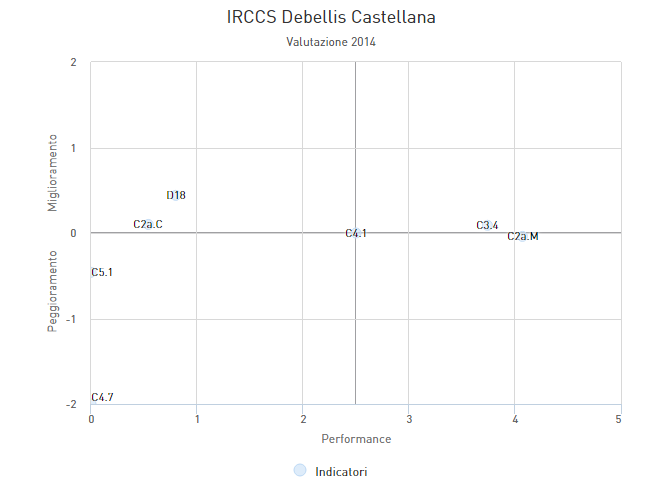 IRCCS Debellis Castellana
Valutazione 2014
2
1
0
-1
-2
Miglioramento
Peggioramento
D18
C2a.C
C3.4
C4.1
C2a.M
C5.1
C4.7
0
1
3
4
5
Performance
Indicatori